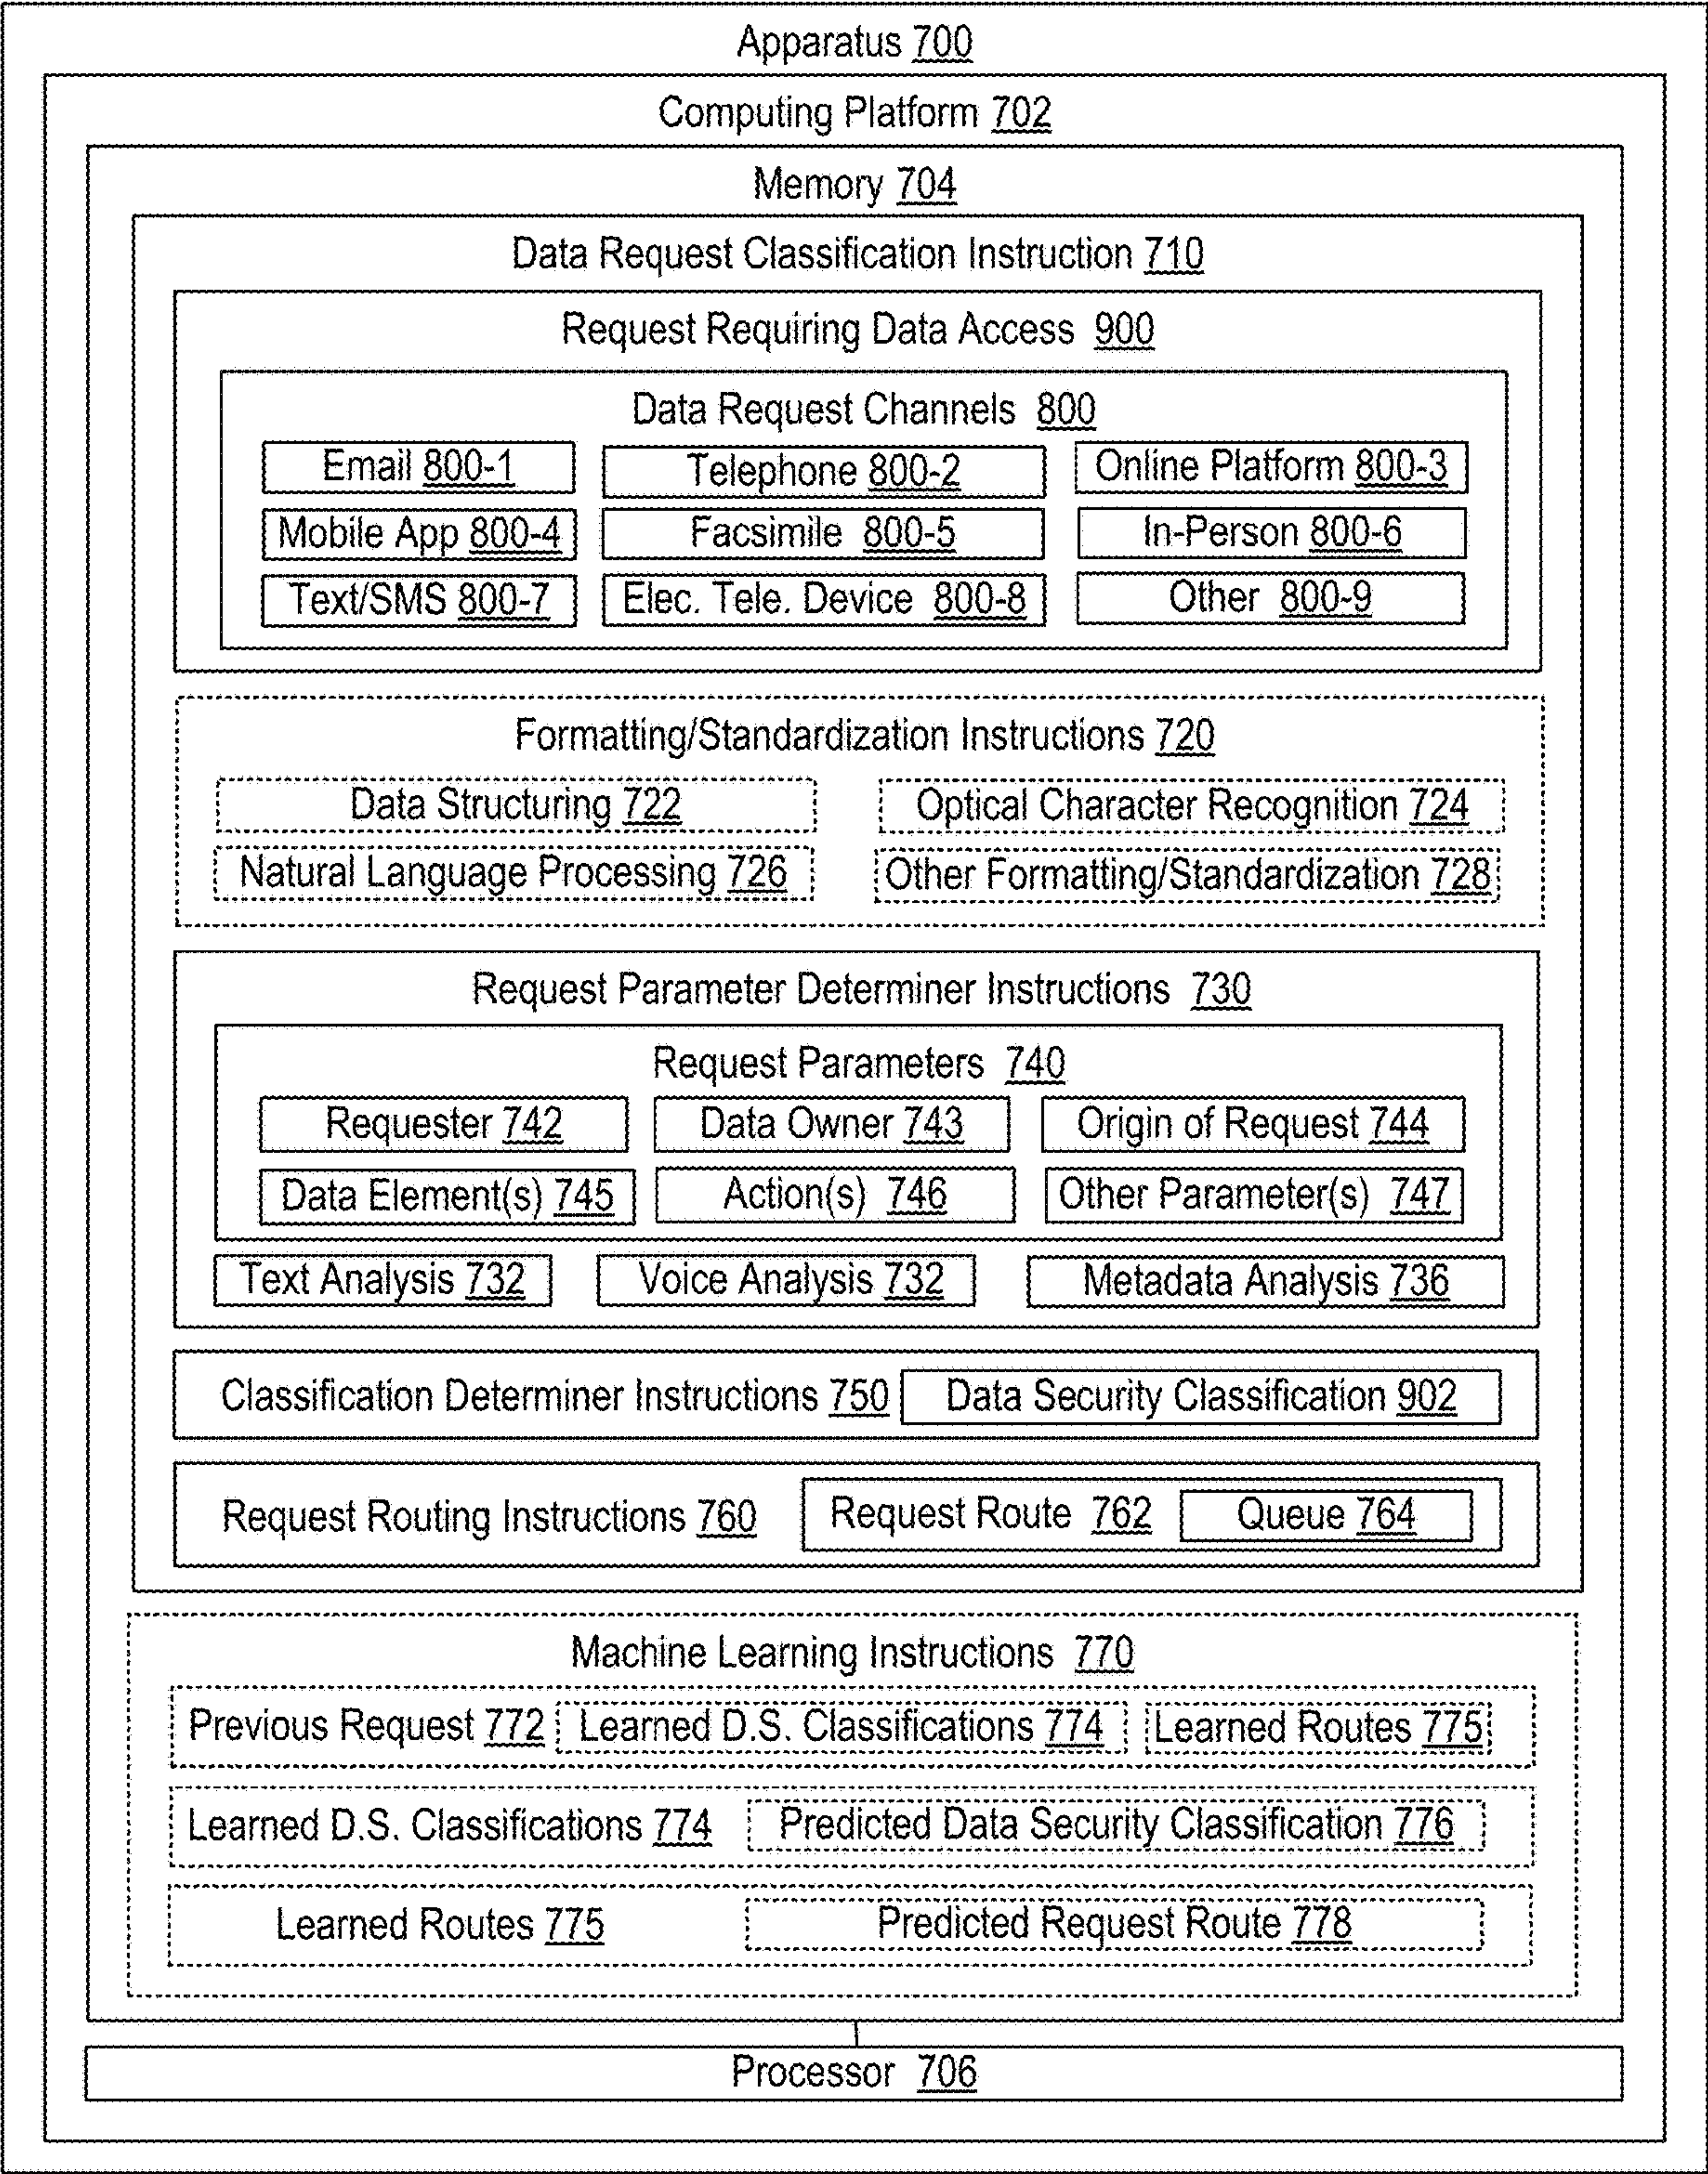 Apparatus 700
Computing Platform 702
Memory 704
Data Request Classification Instruction 710
Request Requiring Data Access 900
Data Request Channels 800
Email 800-1 Telephone 800-2 Online Platform 800-3
Mobile App 800-4 Facsimile 800-5 In-Person 800-6
Text/SMS 800-7 Elec. Tele. Device 800-8 Other 800-9
Formatting/Standardization Instructions 720
Data Structuring 722 Optical Character Recognition 724
Natural Language Processing 726 Other Formatting/Standardization 728
Request Parameter Determiner Instructions 730
Request Parameters 740
Requester 742 Data Owner 743 Origin of Request 744
Data Element(s) 745 Action(s) 746 Other Parameter(s) 747
Text Analysis 732 Voice Analysis 732 Metadata Analysis 736
Classification Determiner Instructions 750 Data Security Classification 902
Request Routing Instructions 760 Request Route 762 Queue 764
Machine Learning Instructions 770
Previous Request 772 Learned D.S. Classifications 774 Learned Routes 775
Learned D.S. Classifications 774 Predicted Data Security Classification 776
Learned Routes 775 Predicted Request Route 778
Processor 706